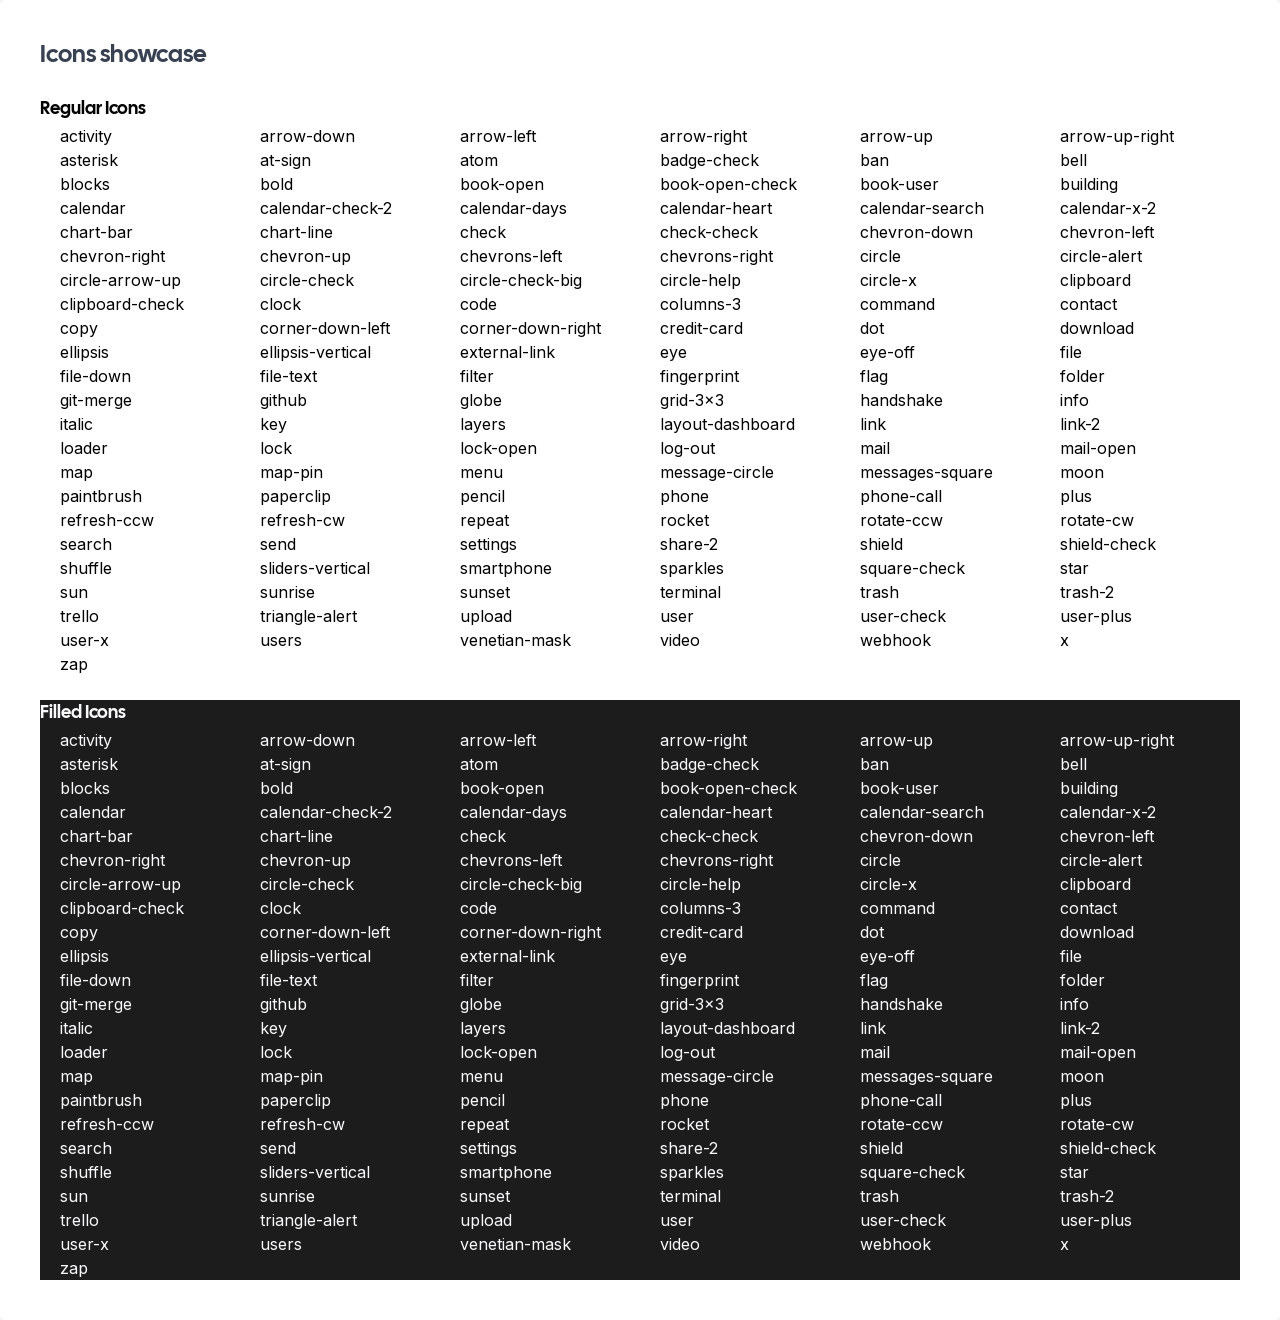 Icons showcase
Regular Icons
activity arrow-down arrow-left arrow-right arrow-up arrow-up-right
asterisk at-sign atom badge-check ban bell
blocks bold book-open book-open-check book-user building
calendar calendar-check-2 calendar-days calendar-heart calendar-search calendar-x-2
chart-bar chart-line check check-check chevron-down chevron-left
chevron-right chevron-up chevrons-left chevrons-right circle circle-alert
circle-arrow-up circle-check circle-check-big circle-help circle-x clipboard
clipboard-check clock code columns-3 command contact
copy corner-down-left corner-down-right credit-card dot download
ellipsis ellipsis-vertical external-link eye eye-off file
file-down file-text filter fingerprint flag folder
git-merge github globe grid-3×3 handshake info
italic key layers layout-dashboard link link-2
loader lock lock-open log-out mail mail-open
map map-pin menu message-circle messages-square moon
paintbrush paperclip pencil phone phone-call plus
refresh-ccw refresh-cw repeat rocket rotate-ccw rotate-cw
search send settings share-2 shield shield-check
shuffle sliders-vertical smartphone sparkles square-check star
sun sunrise sunset terminal trash trash-2
trello triangle-alert upload user user-check user-plus
user-x users venetian-mask video webhook x
zap
Filled Icons
activity arrow-down arrow-left arrow-right arrow-up arrow-up-right
asterisk at-sign atom badge-check ban bell
blocks bold book-open book-open-check book-user building
calendar calendar-check-2 calendar-days calendar-heart calendar-search calendar-x-2
chart-bar chart-line check check-check chevron-down chevron-left
chevron-right chevron-up chevrons-left chevrons-right circle circle-alert
circle-arrow-up circle-check circle-check-big circle-help circle-x clipboard
clipboard-check clock code columns-3 command contact
copy corner-down-left corner-down-right credit-card dot download
ellipsis ellipsis-vertical external-link eye eye-off file
file-down file-text filter fingerprint flag folder
git-merge github globe grid-3×3 handshake info
italic key layers layout-dashboard link link-2
loader lock lock-open log-out mail mail-open
map map-pin menu message-circle messages-square moon
paintbrush paperclip pencil phone phone-call plus
refresh-ccw refresh-cw repeat rocket rotate-ccw rotate-cw
search send settings share-2 shield shield-check
shuffle sliders-vertical smartphone sparkles square-check star
sun sunrise sunset terminal trash trash-2
trello triangle-alert upload user user-check user-plus
user-x users venetian-mask video webhook x
zap